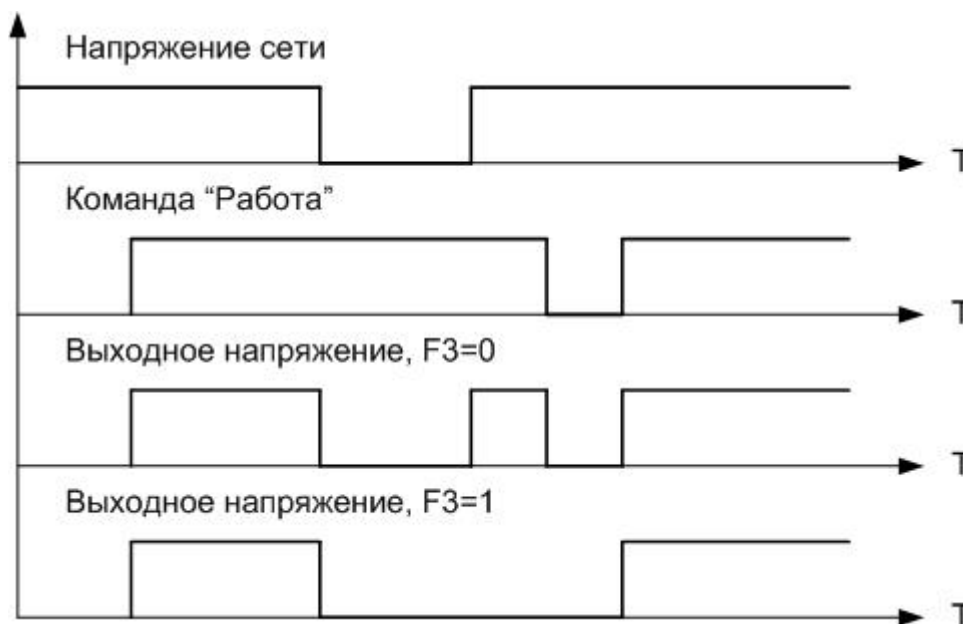 Напряжение сети
T
Команда “Работа”
T
Выходное напряжение, F3=0
T
Выходное напряжение, F3=1
T